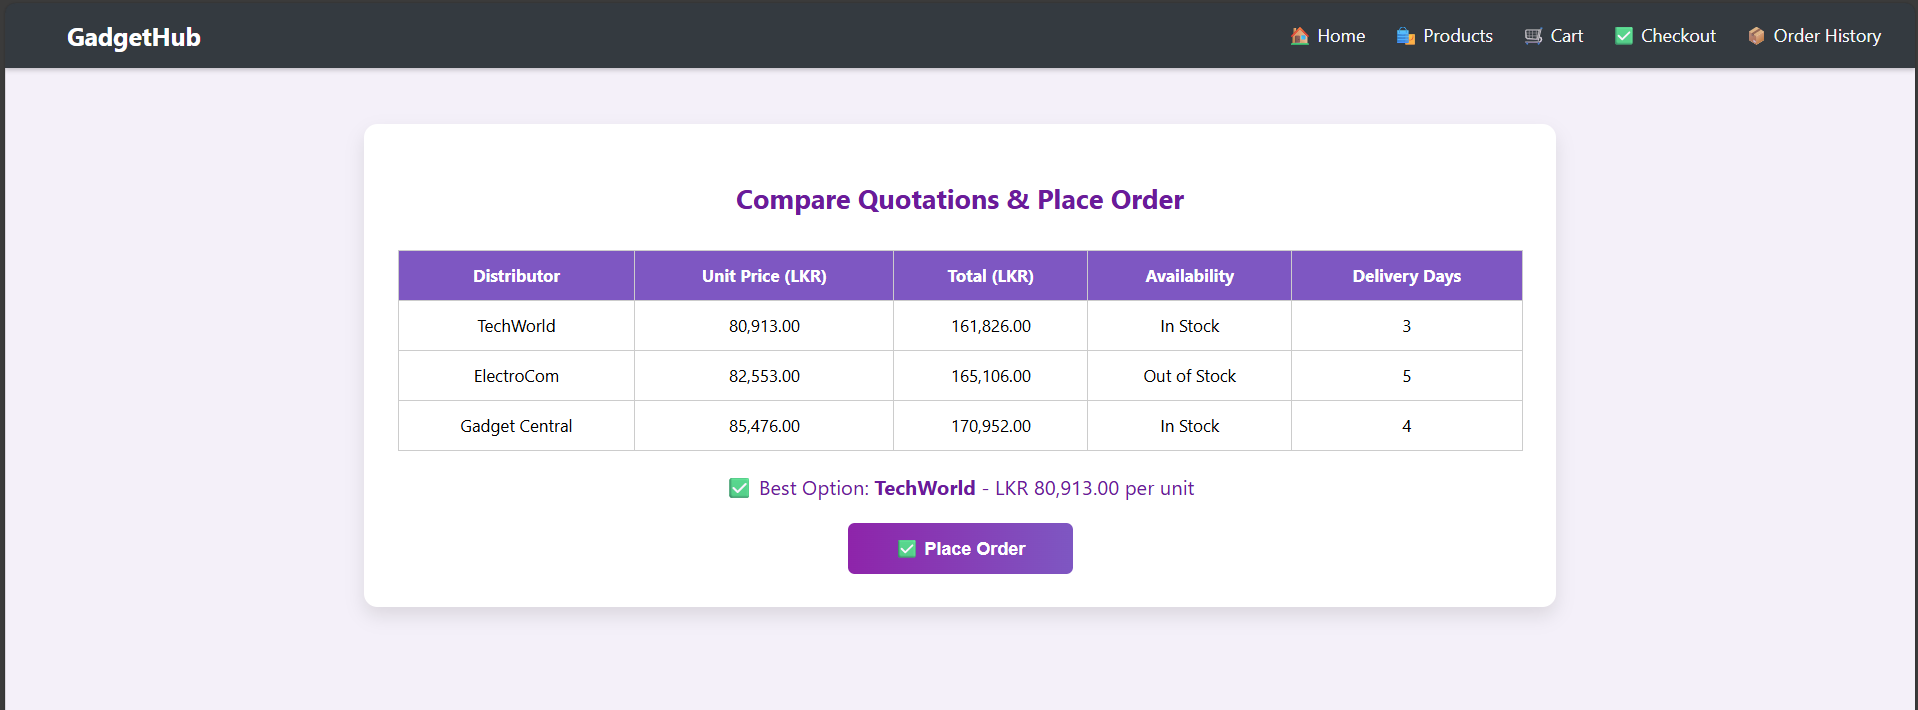 GadgetHub
🏠 Home 🛍️ Products 🛒 Cart ✅ Checkout 📦 Order History
Compare Quotations & Place Order
Distributor Unit Price (LKR) Total (LKR) Availability Delivery Days
TechWorld 80,913.00 161,826.00 In Stock 3
ElectroCom 82,553.00 165,106.00 Out of Stock 5
Gadget Central 85,476.00 170,952.00 In Stock 4
✅ Best Option: TechWorld - LKR 80,913.00 per unit
✅ Place Order